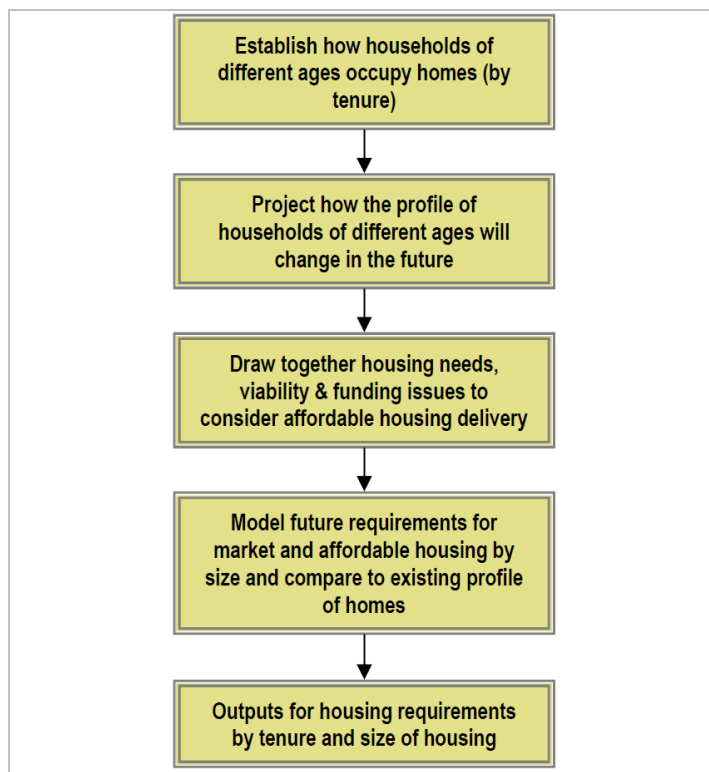 Establish how households of
different ages occupy homes (by
tenure)
Project how the profile of
households of different ages will
change in the future
Draw together housing needs,
viability & funding issues to
consider affordable housing delivery
Model future requirements for
market and affordable housing by
size and compare to existing profile
of homes
Outputs for housing requirements
by tenure and size of housing